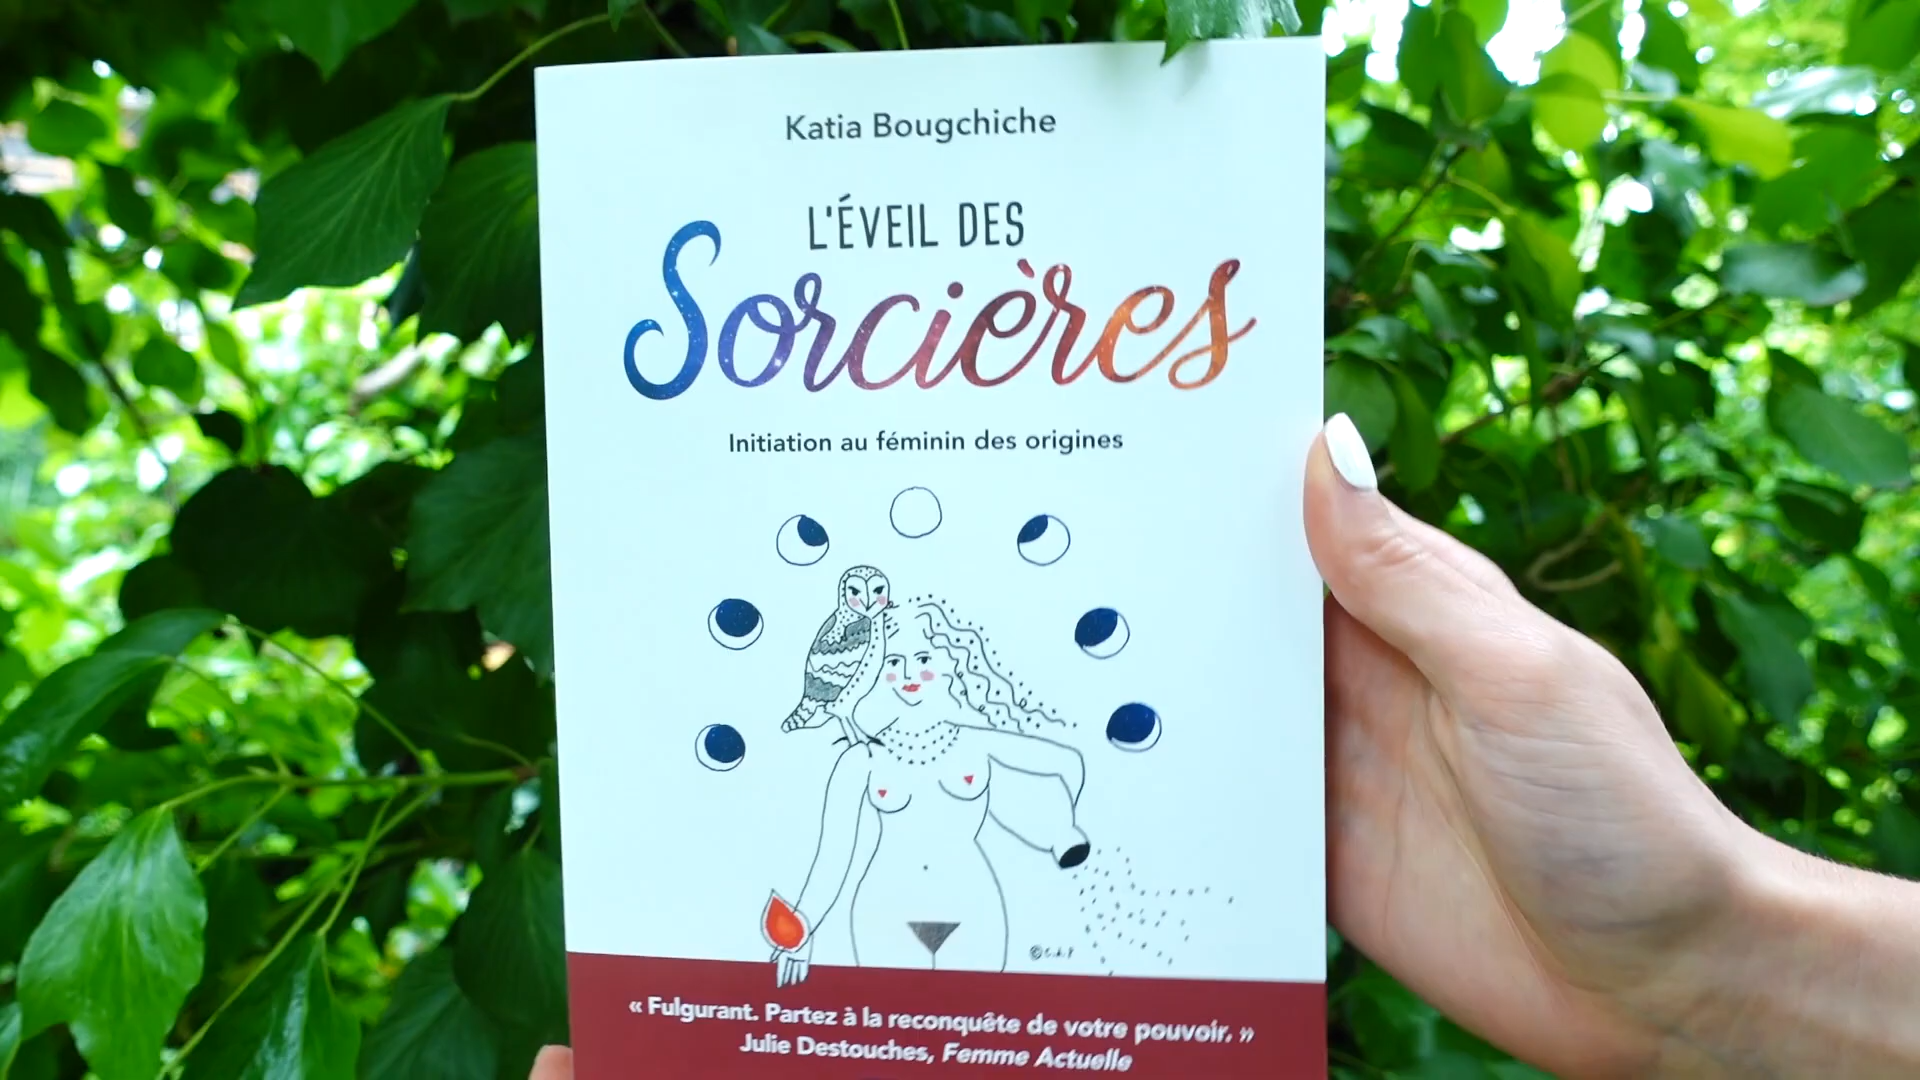 Katia Bougchiche
L'ÉVEIL DES
Sorcières
Initiation au féminin des origines
« Fulgurant. Partez à la reconquête de votre pouvoir. »
Julie Destouches, Femme Actuelle